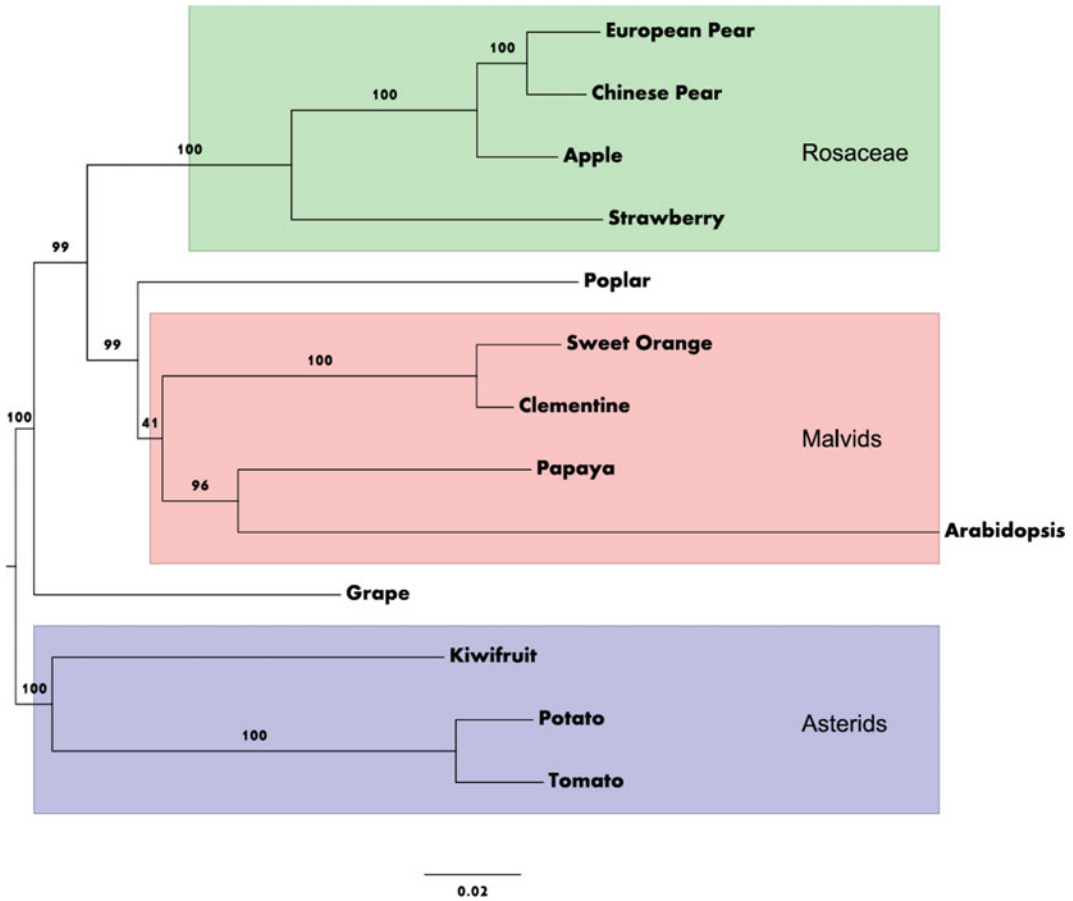 European Pear
100
Chinese Pear
100
Apple
Rosaceae
100
Strawberry
99
Poplar
99
Sweet Orange
100
Clementine
100
41
Malvids
Papaya
96
Arabidopsis
Grape
Kiwifruit
100
Potato
Asterids
100
Tomato
0.02